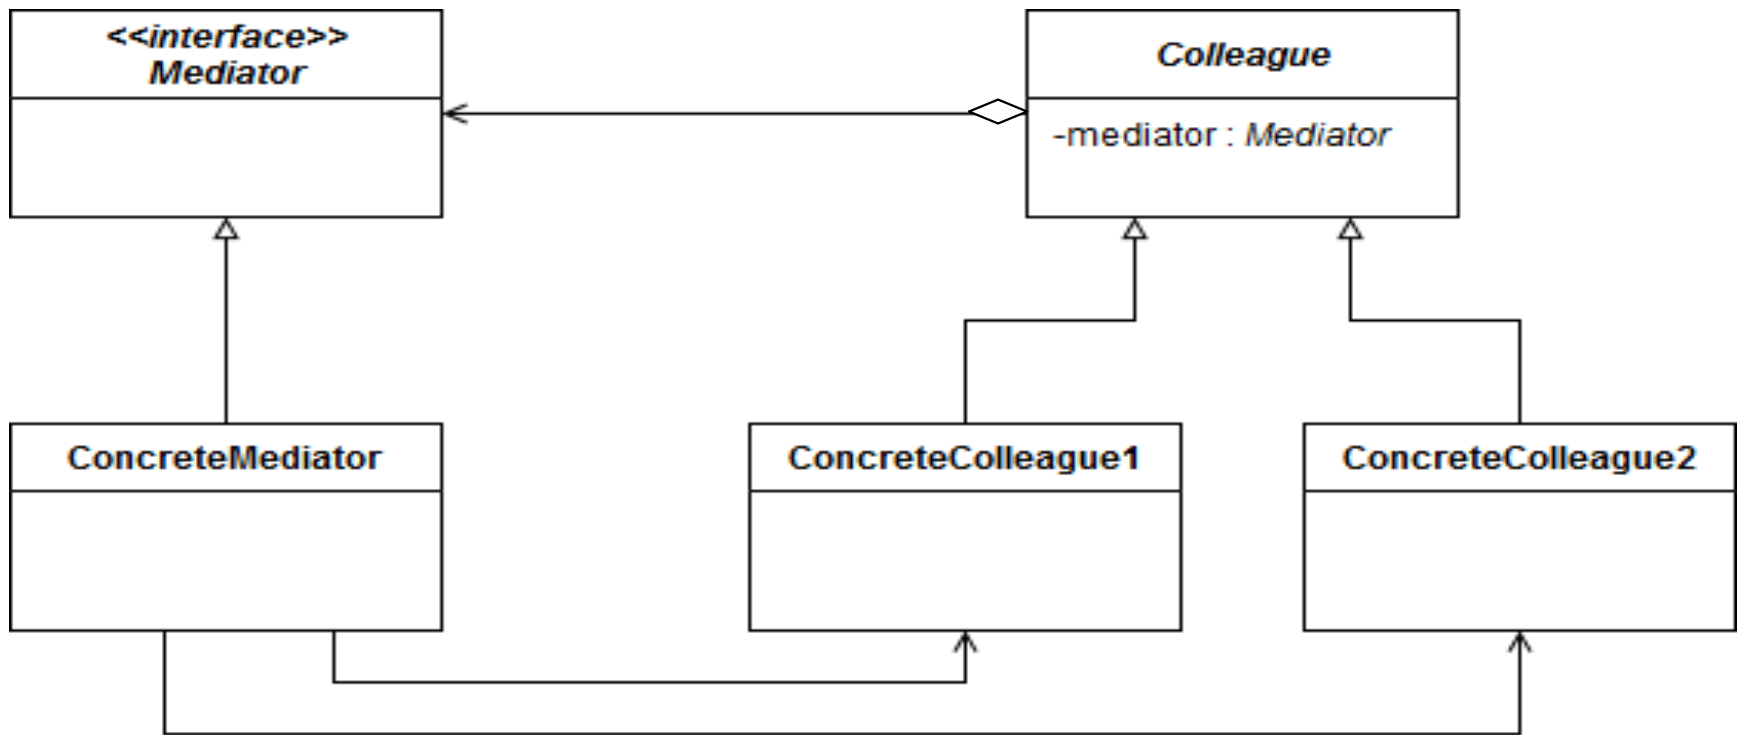 <<interface>>
Mediator
Colleague
-mediator : Mediator
ConcreteMediator
ConcreteColleague1
ConcreteColleague2